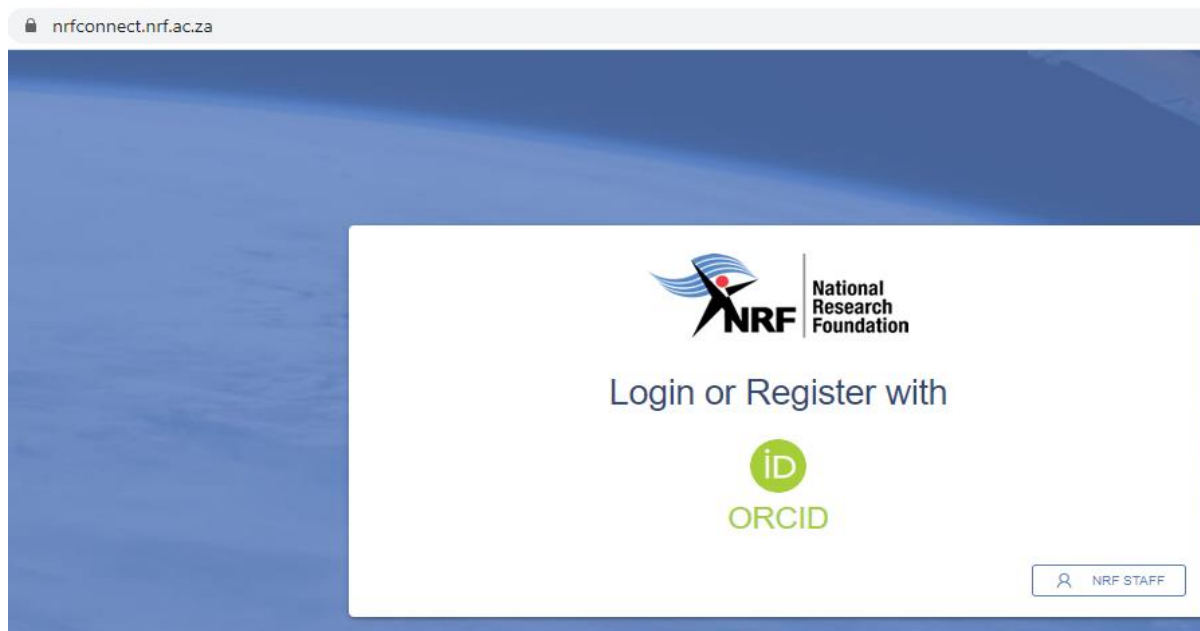 nrfconnect.nrf.ac.za
NRF
National
Research
Foundation
Login or Register with
iD
ORCID
NRF STAFF